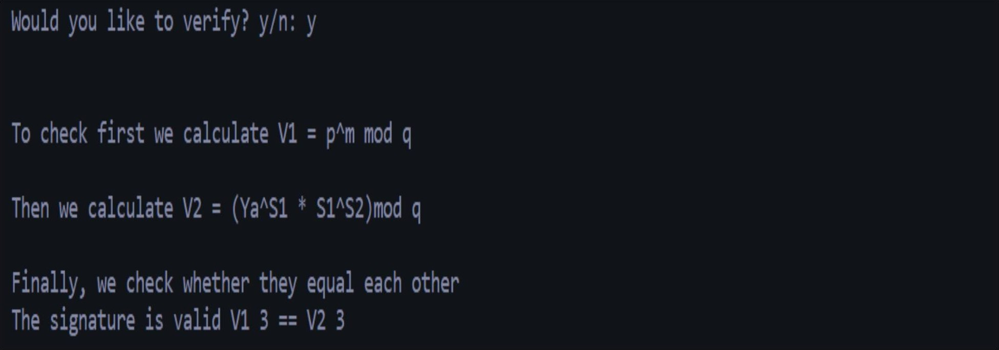 Would you like to verify? y/n: y
To check first we calculate V1 = p^m mod q
Then we calculate V2 = (Ya^S1 * S1^S2)mod q
Finally, we check whether they equal each other
The signature is valid V1 3 == V2 3